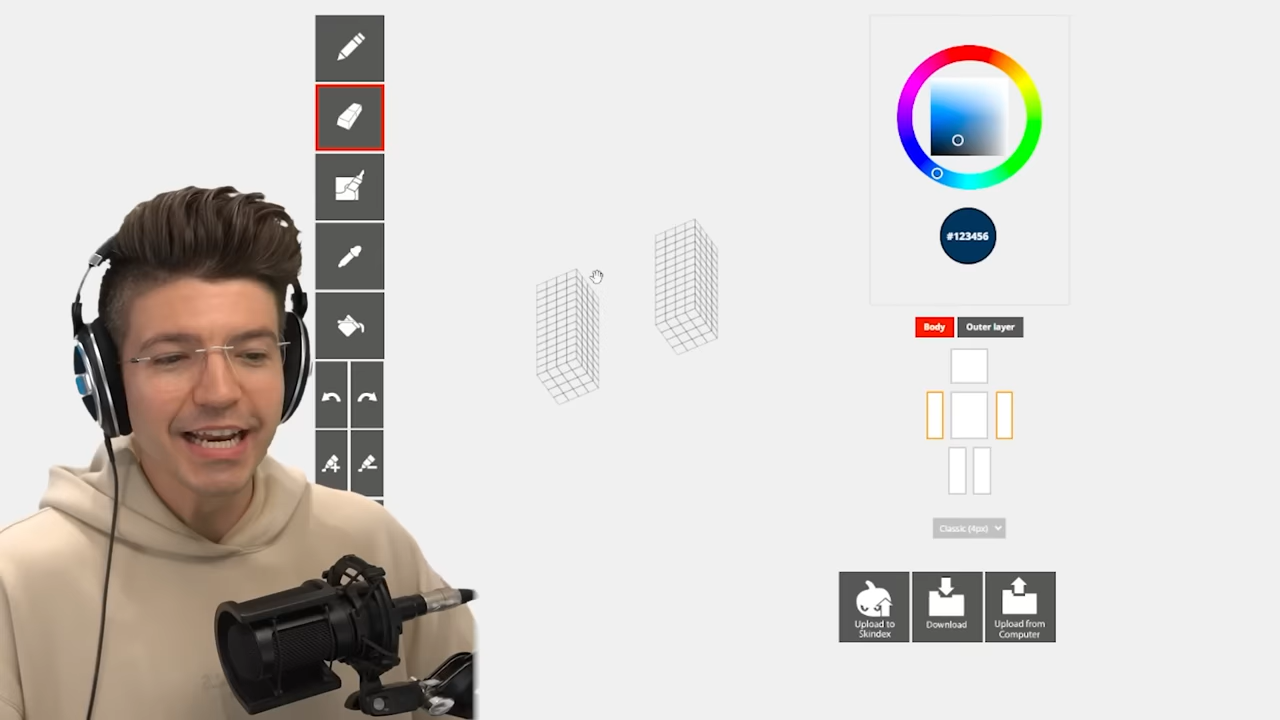 #123456
Body
Outer layer
Classic (4px)
Upload to
Skindex
Download
Upload from
Computer